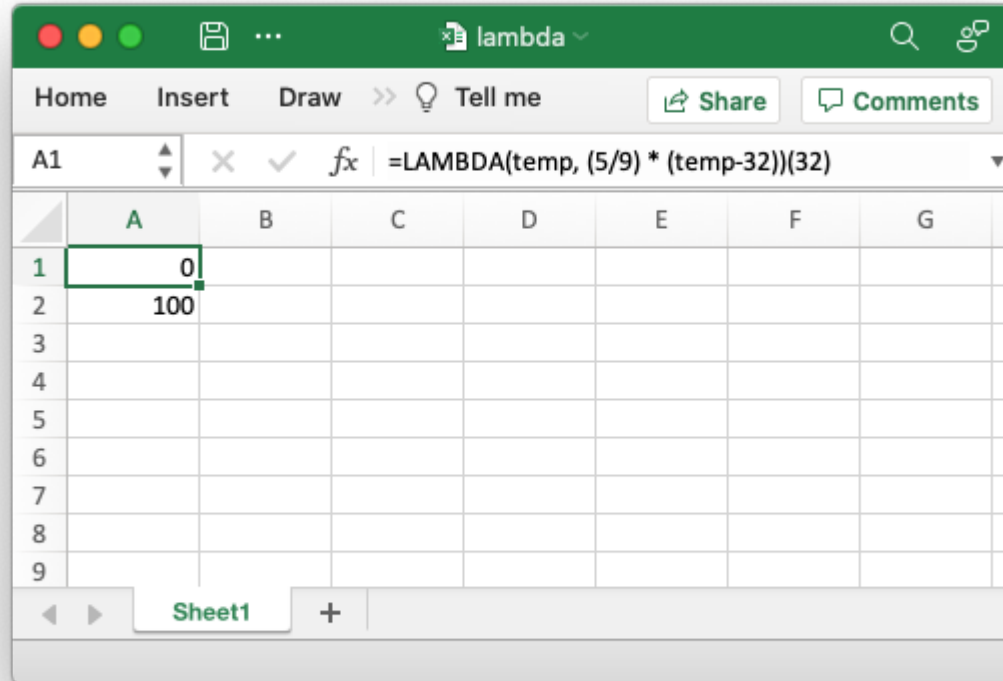 lambda
Home Insert Draw >> Tell me Share Comments
A1 fx =LAMBDA(temp, (5/9) * (temp-32))(32)
A B C D E F G
1 0
2 100
3
4
5
6
7
8
9
Sheet1 +